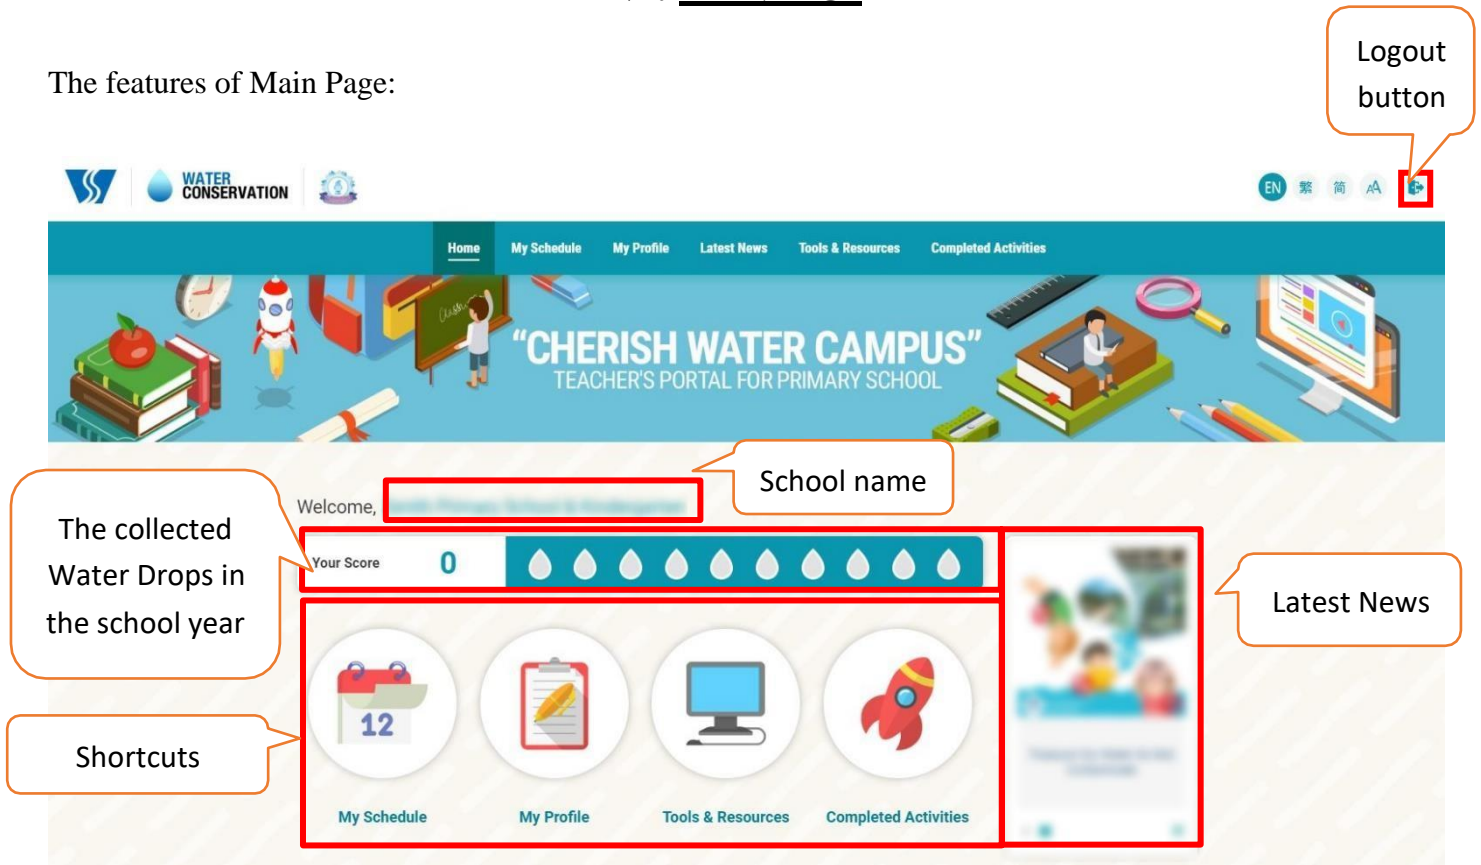 The features of Main Page:
Logout
button
WATER
CONSERVATION
EN 繁 简 AA
Home My Schedule My Profile Latest News Tools & Resources Completed Activities
Classroom
"CHERISH WATER CAMPUS"
TEACHER'S PORTAL FOR PRIMARY SCHOOL
School name
Welcome,
The collected
Water Drops in
the school year
Your Score 0
Latest News
12
Shortcuts
My Schedule My Profile Tools & Resources Completed Activities